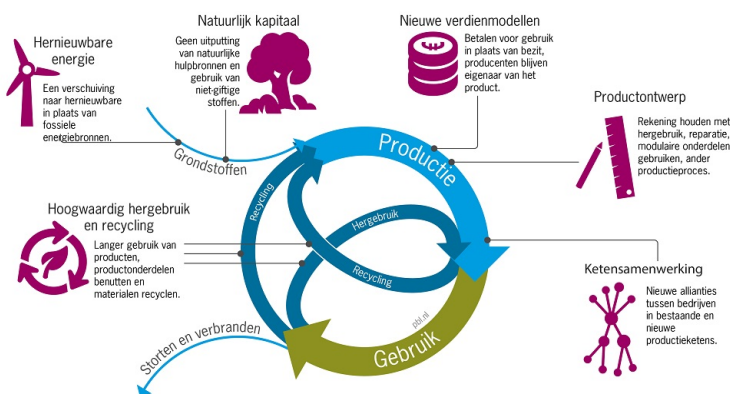 Hernieuwbare
energie
Een verschuiving
naar hernieuwbare
in plaats van
fossiele
energiebronnen.
Natuurlijk kapitaal
Geen uitputting
van natuurlijke
hulpbronnen en
gebruik van
niet-giftige
stoffen.
Nieuwe verdienmodellen
Betalen voor gebruik
in plaats van bezit,
producenten blijven
eigenaar van het
product.
Productontwerp
Rekening houden met
hergebruik, reparatie,
modulaire onderdelen
gebruiken, ander
productieproces.
Grondstoffen
Productie
Recycling
Hergebruik
Recycling
Hoogwaardig hergebruik
en recycling
Langer gebruik van
producten,
productonderdelen
benutten en
materialen recyclen.
Ketensamenwerking
Nieuwe allianties
tussen bedrijven
in bestaande en
nieuwe
productieketens.
Storten en verbranden
Gebruik
pbl.nl